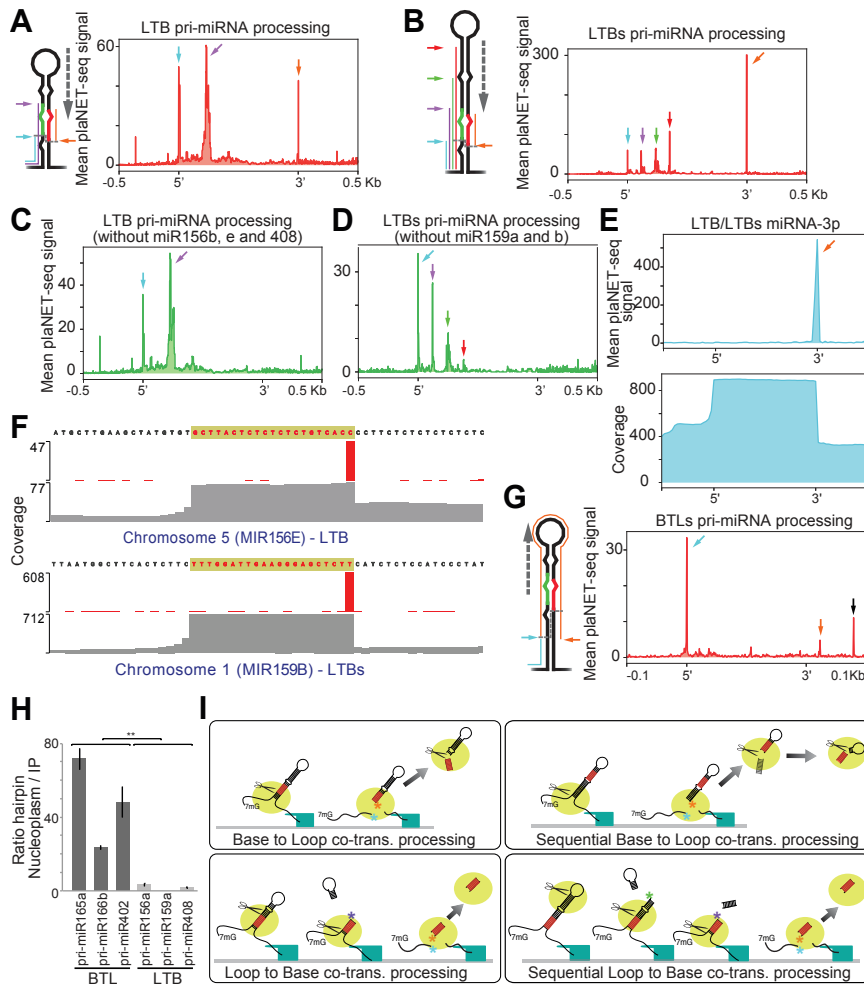 A
LTB pri-miRNA processing
Mean plaNET-seq signal
60
40
20
0
-0.5
5'
3'
0.5 Kb
B
LTBs pri-miRNA processing
Mean plaNET-seq signal
300
100
0
-0.5
5'
3'
0.5 Kb
C
LTB pri-miRNA processing
(without miR156b, e and 408)
Mean plaNET-seq signal
40
20
0
-0.5
5'
3'
0.5 Kb
D
LTBs pri-miRNA processing
(without miR159a and b)
30
0
-0.5
5'
3'
0.5 Kb
E
LTB/LTBs miRNA-3p
Mean plaNET-seq
signal
400
200
0
5'
3'
Coverage
800
400
0
5'
3'
F
ATGCTTGAAGCTATGTGTGCTTACTCTCTCTCTGTCACCCCTTCTCTCTCTCTCTC
47
77
Coverage
Chromosome 5 (MIR156E) - LTB
TTAATGGCTTCACTCTTCTTTGGATTGAAGGGAGCTCTTCATCTCTCCATCCCTAT
608
712
Chromosome 1 (MIR159B) - LTBs
G
BTLs pri-miRNA processing
Mean plaNET-seq signal
30
0
-0.1
5'
3'
0.1Kb
H
Ratio hairpin
Nucleoplasm / IP
80
40
0
**
pri-miR165a
pri-miR166b
pri-miR402
pri-miR156a
pri-miR159a
pri-miR408
BTL
LTB
I
7mG
7mG
Base to Loop co-trans. processing
7mG
7mG
Sequential Base to Loop co-trans. processing
7mG
7mG
7mG
Loop to Base co-trans. processing
7mG
7mG
7mG
7mG
Sequential Loop to Base co-trans. processing